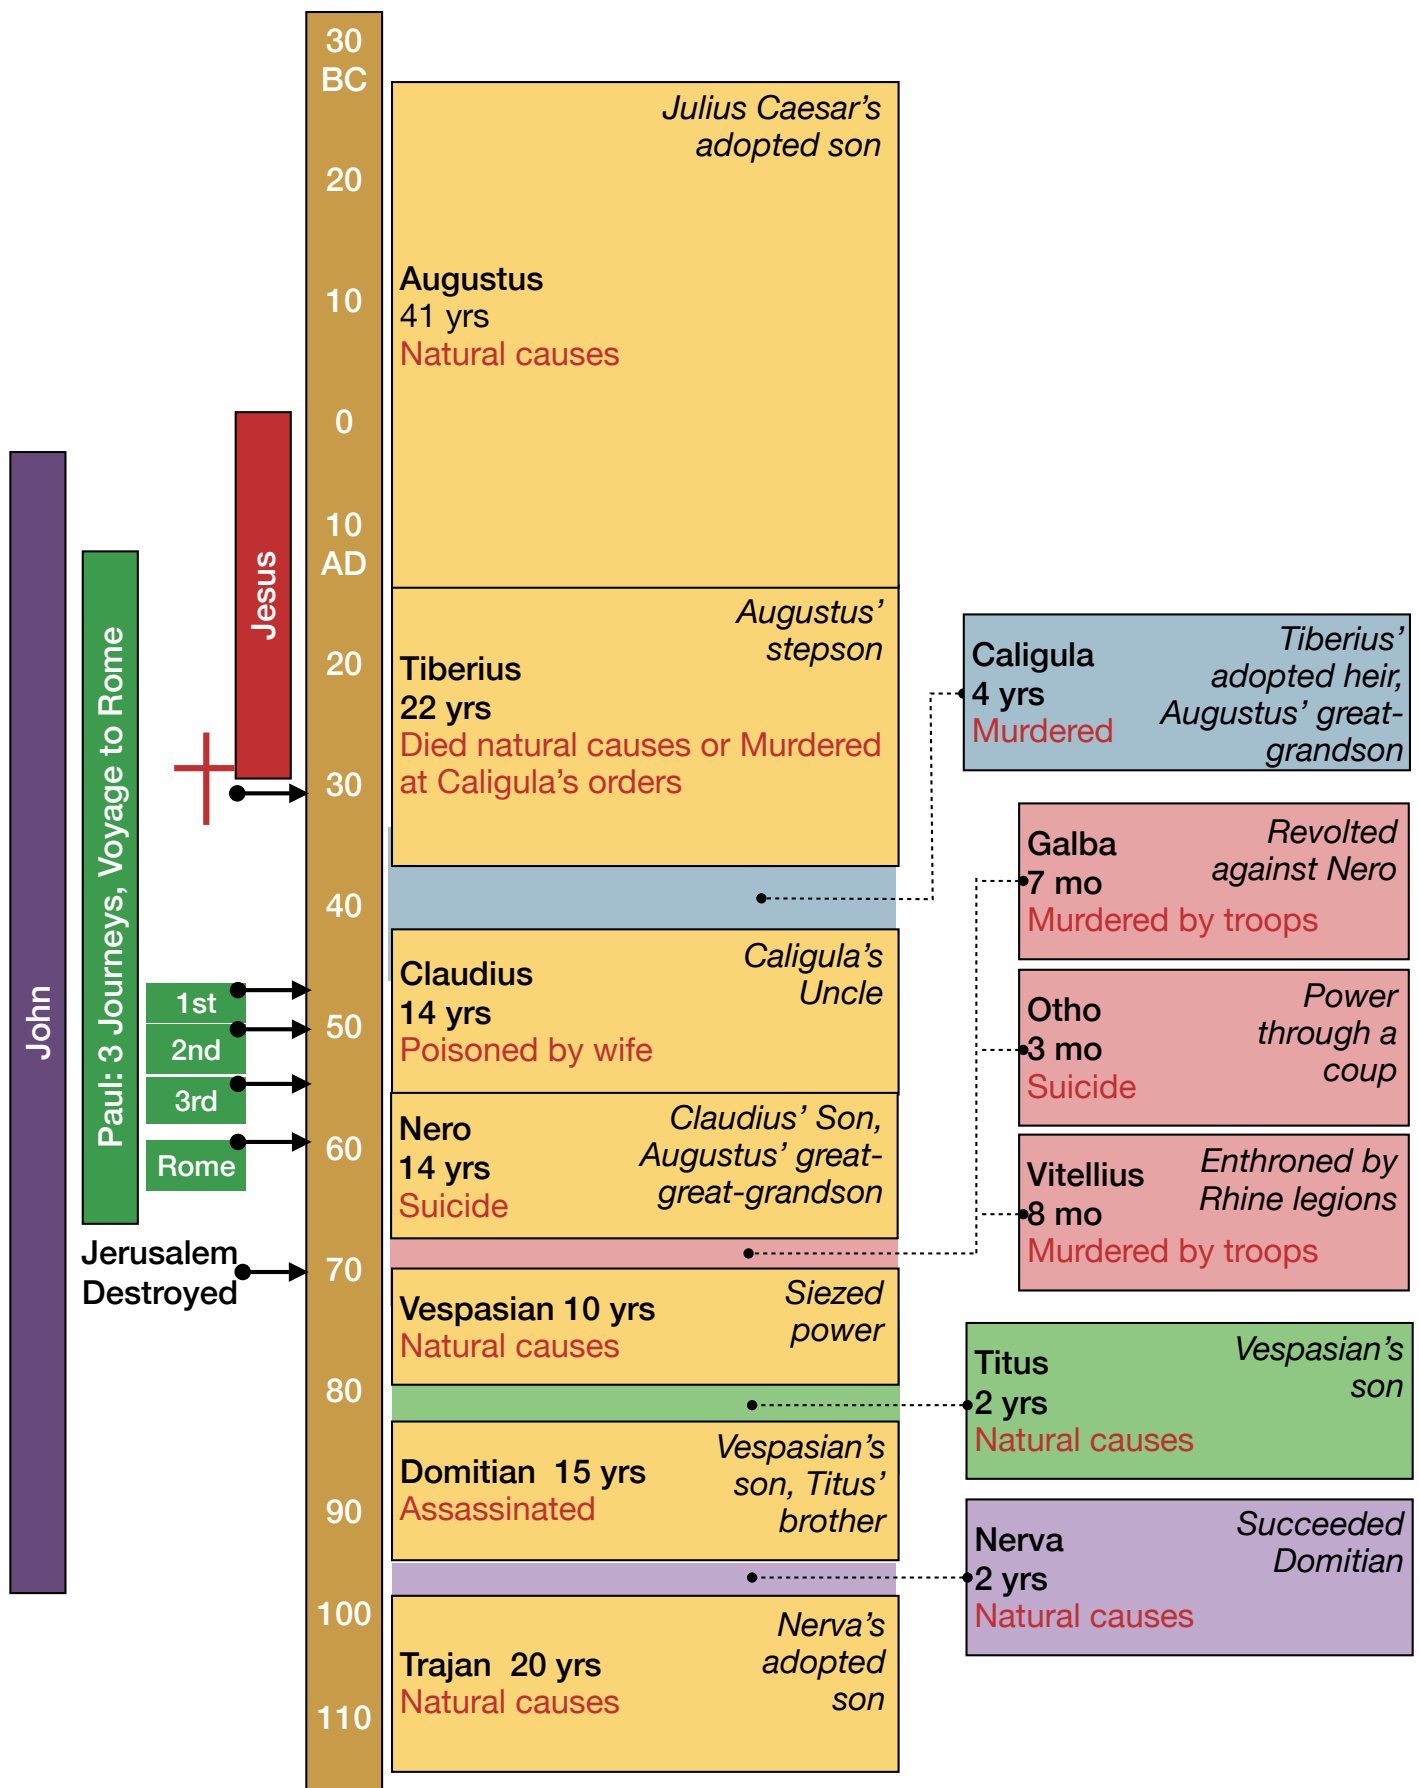 30
BC
20
10
0
10
AD
20
30
40
50
60
70
80
90
100
110
John
Paul: 3 Journeys, Voyage to Rome
Jesus
1st
2nd
3rd
Rome
Jerusalem
Destroyed
Julius Caesar's
adopted son
Augustus
41 yrs
Natural causes
Augustus'
stepson
Tiberius
22 yrs
Died natural causes or Murdered
at Caligula's orders
Caligula's
Uncle
Claudius
14 yrs
Poisoned by wife
Claudius' Son,
Augustus' great-
great-grandson
Nero
14 yrs
Suicide
Siezed
power
Vespasian 10 yrs
Natural causes
Vespasian's
son, Titus'
brother
Domitian 15 yrs
Assassinated
Nerva's
adopted
son
Trajan 20 yrs
Natural causes
Caligula
4 yrs
Murdered
Tiberius'
adopted heir,
Augustus' great-
grandson
Galba
7 mo
Murdered by troops
Revolted
against Nero
Otho
3 mo
Suicide
Power
through a
coup
Vitellius
8 mo
Murdered by troops
Enthroned by
Rhine legions
Titus
2 yrs
Natural causes
Vespasian's
son
Nerva
2 yrs
Natural causes
Succeeded
Domitian